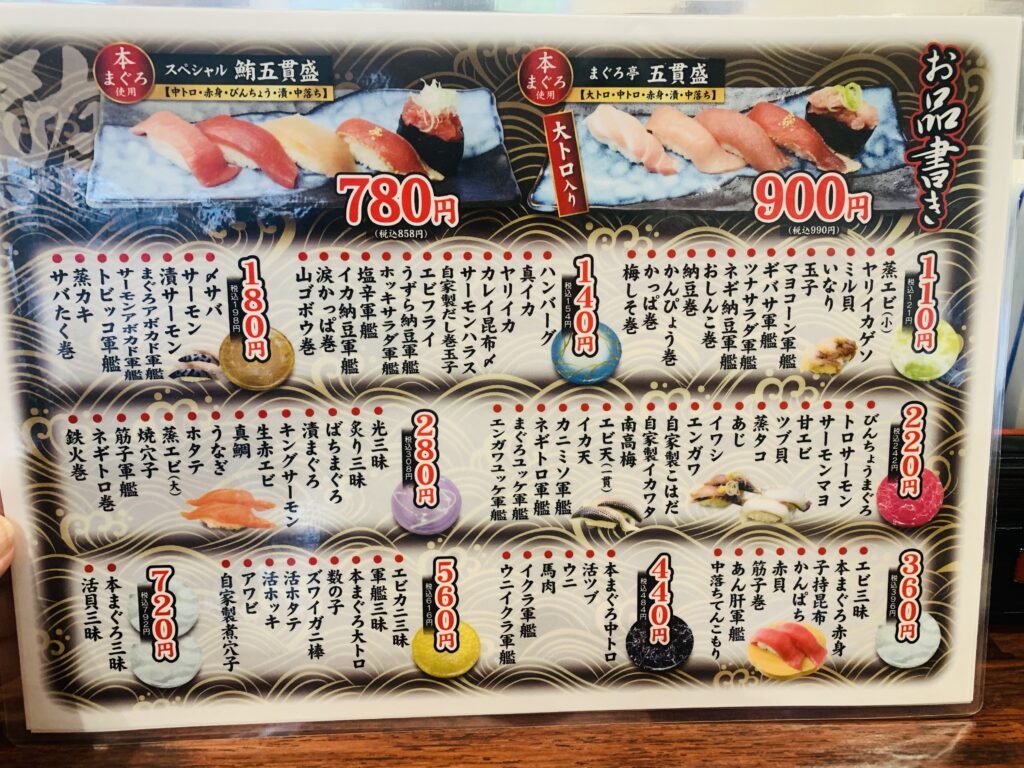 お品書き
本まぐろ使用
まぐろ亭 五貫盛
【大トロ・中トロ・赤身・漬・中落ち】
大トロ入り
900円
(税込990円)
本まぐろ使用
スペシャル 鮪五貫盛
【中トロ・赤身・びんちょう・漬・中落ち】
780円
(税込858円)
110円
税込121円
蒸エビ(小)
ヤリイカゲソ
ミル貝
いなり
玉子
マヨコーン軍艦
ギバサ軍艦
ツナサラダ軍艦
ネギ納豆軍艦
おしんこ巻
納豆巻
かんぴょう巻
かっぱ巻
梅しそ巻
140円
税込154円
ハンバーグ
真イカ
ヤリイカ
カレイ昆布〆
サーモンハラス
自家製だし巻玉子
エビフライ
うずら納豆軍艦
ホッキサラダ軍艦
塩辛軍艦
イカ納豆軍艦
涙かっぱ巻
山ゴボウ巻
180円
税込198円
〆サバ
サーモン
漬サーモン
まぐろアボカド軍艦
サーモンアボカド軍艦
トビッコ軍艦
蒸カキ
サバたく巻
220円
税込242円
びんちょうまぐろ
トロサーモン
サーモンマヨ
甘エビ
ツブ貝
蒸タコ
あじ
イワシ
エンガワ
自家製こはだ
自家製イカワタ
南高梅
エビ天(一貫)
イカ天
カニミソ軍艦
ネギトロ軍艦
まぐろユッケ軍艦
エンガワユッケ軍艦
280円
税込308円
光三昧
炙り三昧
ばちまぐろ
漬まぐろ
キングサーモン
生赤エビ
真鯛
うなぎ
ホタテ
蒸エビ(大)
焼穴子
筋子軍艦
ネギトロ巻
鉄火巻
360円
税込396円
エビ三昧
本まぐろ赤身
子持昆布
かんぱち
赤貝
筋子巻
あん肝軍艦
中落ちてんこもり
440円
税込484円
本まぐろ中トロ
活ツブ
ウニ
馬肉
イクラ軍艦
ウニイクラ軍艦
560円
税込616円
エビカニ三昧
軍艦三昧
本まぐろ大トロ
数の子
ズワイガニ棒
活ホタテ
活ホッキ
アワビ
自家製煮穴子
720円
税込792円
本まぐろ三昧
活貝三昧